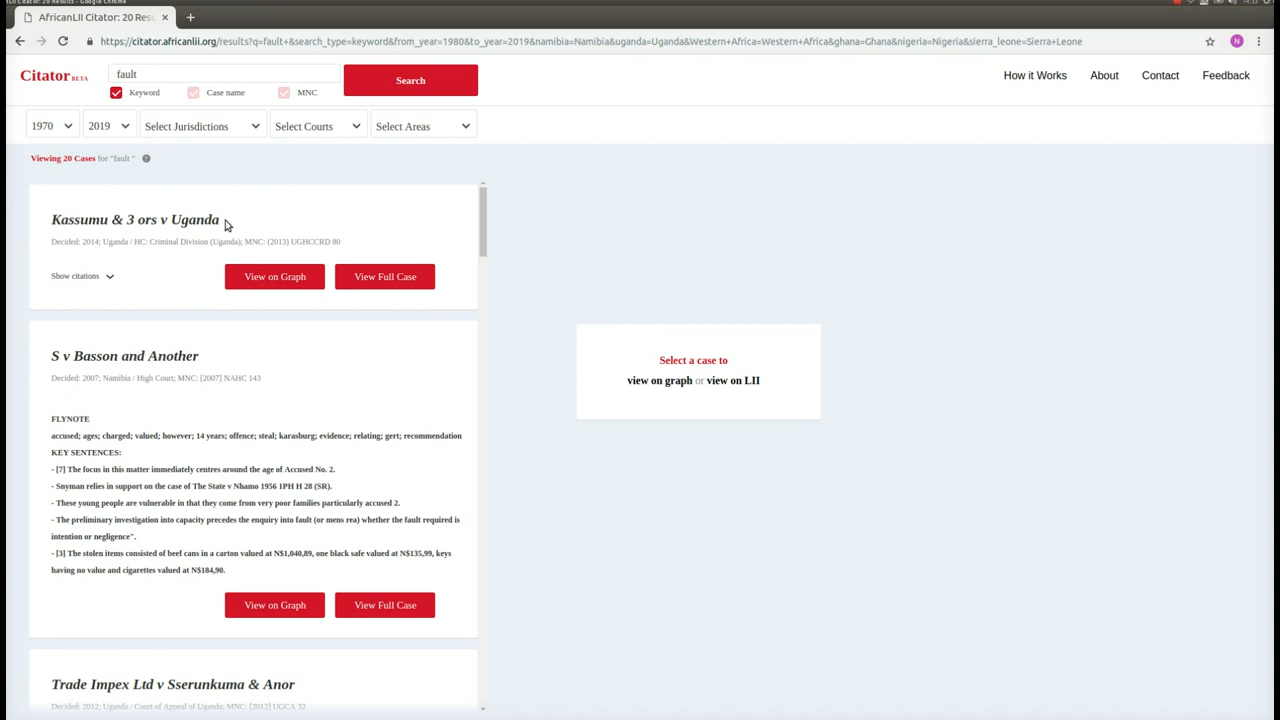 AfricanLII Citator: 20 Results - Google Chrome
AfricanLII Citator: 20 Res
https://citator.africanlii.org/results?q=fault+&search_type=keyword&from_year=1980&to_year=2019&namibia=Namibia&uganda=Uganda&Western+Africa=Western+Africa&ghana=Ghana&nigeria=Nigeria&sierra_leone=Sierra+Leone
N
Citator BETA
fault
Search
Keyword
Case name
MNC
How it Works
About
Contact
Feedback
1970
2019
Select Jurisdictions
Select Courts
Select Areas
Viewing 20 Cases for "fault " ?
Kassumu & 3 ors v Uganda
Decided: 2014; Uganda / HC: Criminal Division (Uganda); MNC: (2013) UGHCCRD 80
Show citations
View on Graph
View Full Case
Select a case to
view on graph or view on LII
S v Basson and Another
Decided: 2007; Namibia / High Court; MNC: [2007] NAHC 143
FLYNOTE
accused; ages; charged; valued; however; 14 years; offence; steal; karasburg; evidence; relating; gert; recommendation
KEY SENTENCES:
- [7] The focus in this matter immediately centres around the age of Accused No. 2.
- Snyman relies in support on the case of The State v Nhamo 1956 1PH H 28 (SR).
- These young people are vulnerable in that they come from very poor families particularly accused 2.
- The preliminary investigation into capacity precedes the enquiry into fault (or mens rea) whether the fault required is
intention or negligence".
- [3] The stolen items consisted of beef cans in a carton valued at N$1,040,89, one black safe valued at N$135,99, keys
having no value and cigarettes valued at N$184,90.
View on Graph
View Full Case
Trade Impex Ltd v Sserunkuma & Anor
Decided: 2012; Uganda / Court of Appeal of Uganda; MNC: [2012] UGCA 32